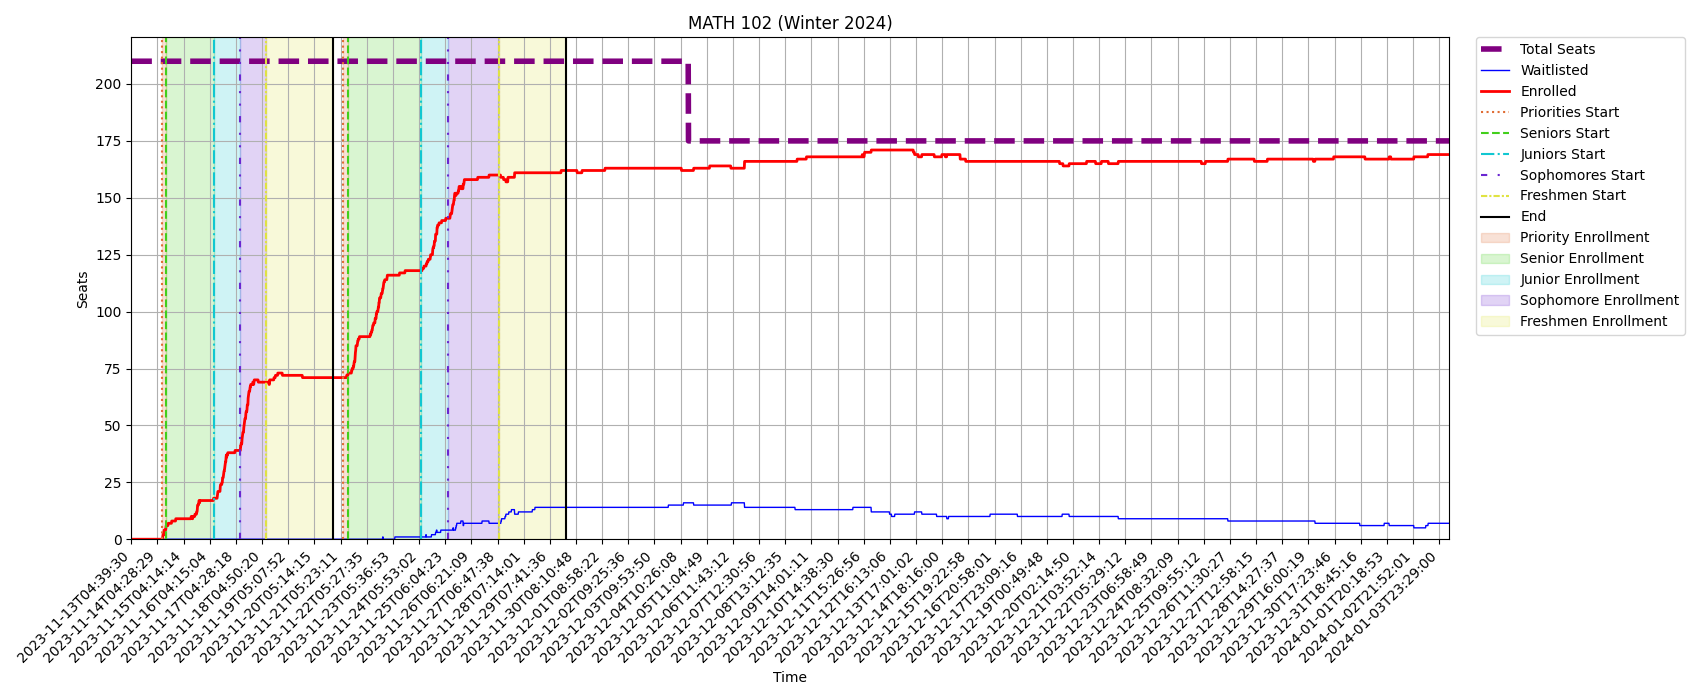 MATH 102 (Winter 2024)
Seats
200
175
150
125
100
75
50
25
0
2023-11-13T04:39:30
2023-11-14T04:28:29
2023-11-15T04:14:14
2023-11-16T04:15:04
2023-11-17T04:28:18
2023-11-18T04:50:20
2023-11-19T05:07:52
2023-11-20T05:14:15
2023-11-21T05:23:11
2023-11-22T05:27:35
2023-11-23T05:36:53
2023-11-24T05:53:02
2023-11-26T06:04:23
2023-11-26T06:21:09
2023-11-27T06:47:38
2023-11-28T07:14:01
2023-11-29T07:41:36
2023-11-30T08:10:48
2023-12-01T08:58:22
2023-12-02T09:25:36
2023-12-03T09:53:50
2023-12-04T10:26:08
2023-12-05T11:04:49
2023-12-06T11:43:12
2023-12-07T12:30:56
2023-12-08T13:12:35
2023-12-09T14:01:11
2023-12-11T14:38:30
2023-12-11T15:26:56
2023-12-12T16:13:06
2023-12-13T17:01:02
2023-12-14T18:16:00
2023-12-15T19:22:58
2023-12-16T20:58:01
2023-12-17T23:09:16
2023-12-19T00:49:48
2023-12-20T02:14:50
2023-12-21T03:52:14
2023-12-22T05:29:12
2023-12-23T06:58:49
2023-12-24T08:32:09
2023-12-25T09:55:12
2023-12-26T11:30:27
2023-12-27T12:58:15
2023-12-28T14:27:37
2023-12-29T16:00:19
2023-12-30T17:23:46
2023-12-31T18:45:16
2024-01-01T20:18:53
2024-01-02T21:52:01
2024-01-03T23:29:00
Time
Total Seats
Waitlisted
Enrolled
Priorities Start
Seniors Start
Juniors Start
Sophomores Start
Freshmen Start
End
Priority Enrollment
Senior Enrollment
Junior Enrollment
Sophomore Enrollment
Freshmen Enrollment